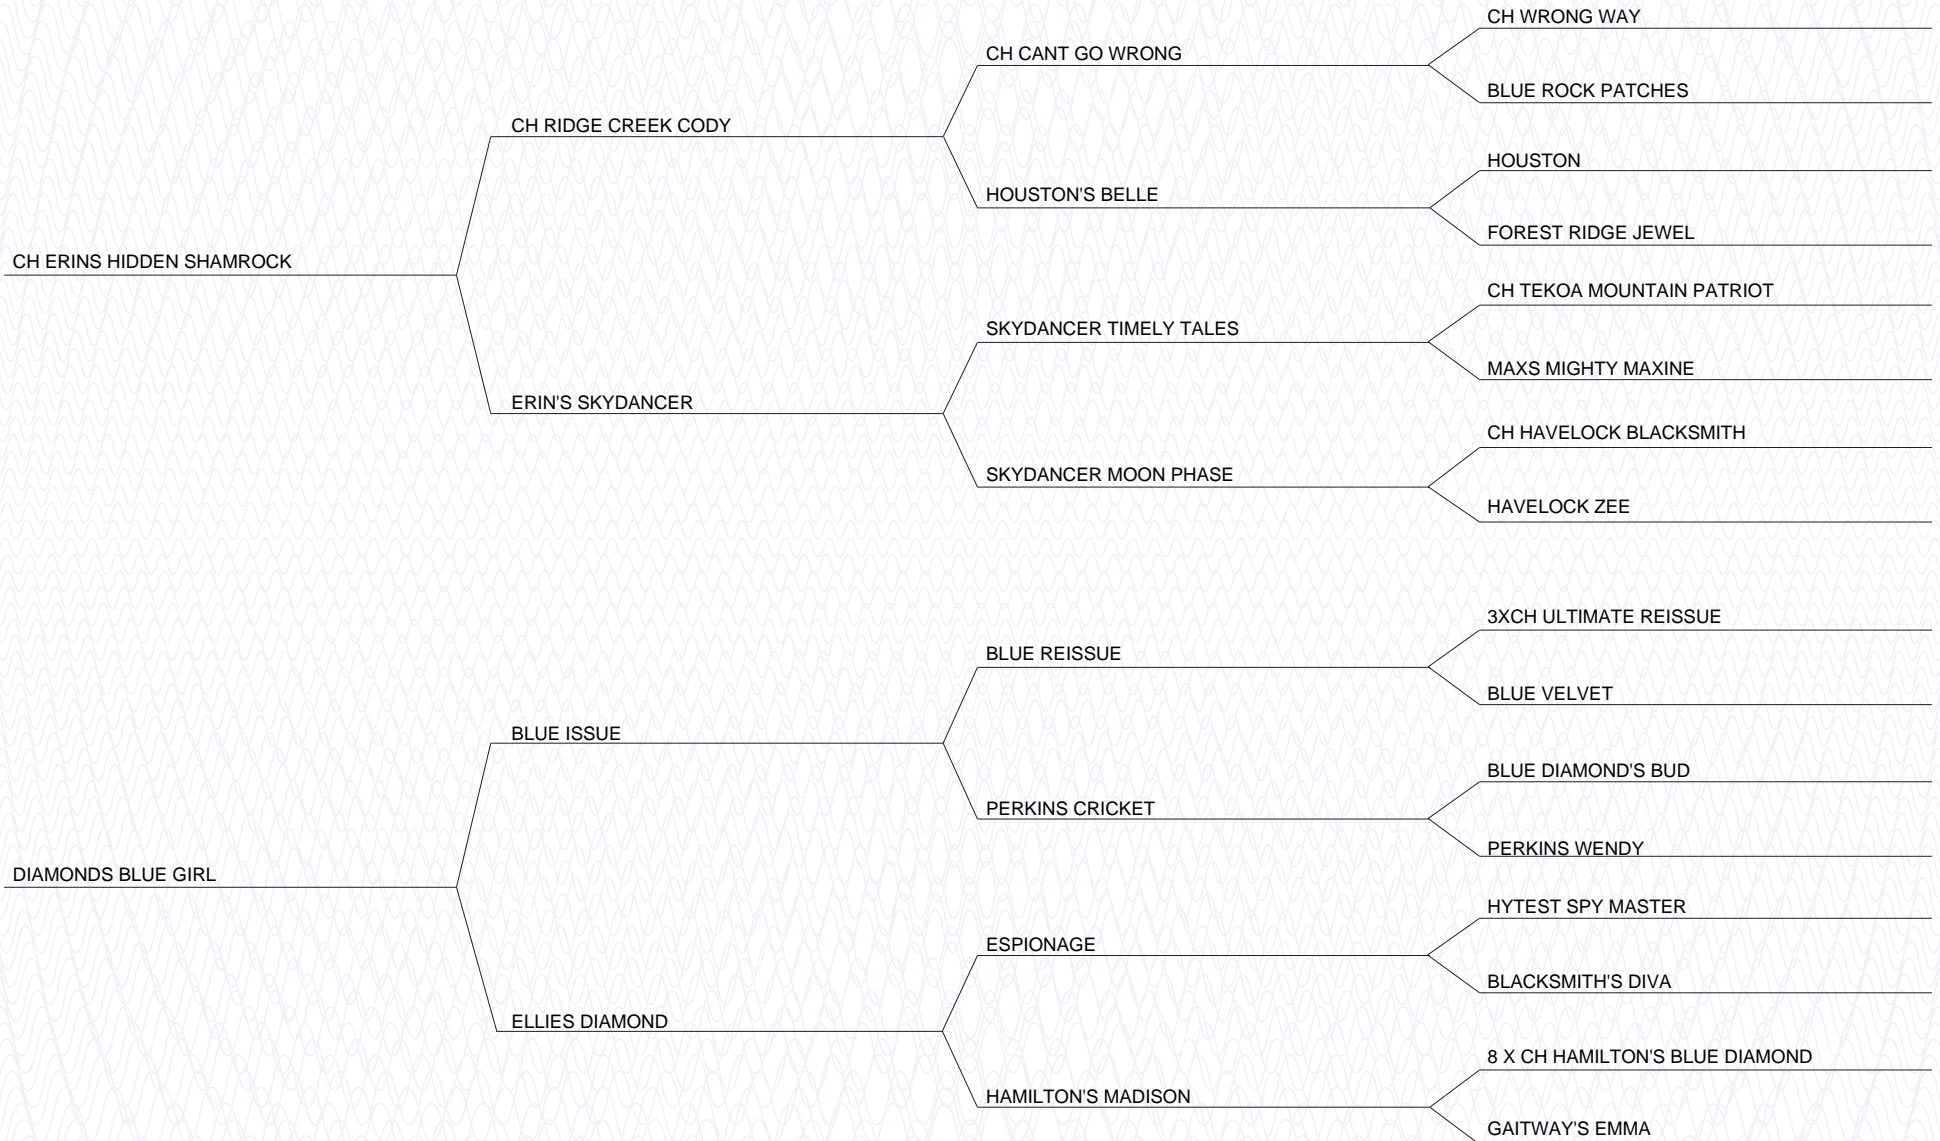 CH WRONG WAY
CH CANT GO WRONG
BLUE ROCK PATCHES
CH RIDGE CREEK CODY
HOUSTON
HOUSTON'S BELLE
FOREST RIDGE JEWEL
CH ERINS HIDDEN SHAMROCK
CH TEKOA MOUNTAIN PATRIOT
SKYDANCER TIMELY TALES
MAXS MIGHTY MAXINE
ERIN'S SKYDANCER
CH HAVELOCK BLACKSMITH
SKYDANCER MOON PHASE
HAVELOCK ZEE
3XCH ULTIMATE REISSUE
BLUE REISSUE
BLUE VELVET
BLUE ISSUE
BLUE DIAMOND'S BUD
PERKINS CRICKET
PERKINS WENDY
DIAMONDS BLUE GIRL
HYTEST SPY MASTER
ESPIONAGE
BLACKSMITH'S DIVA
ELLIES DIAMOND
8 X CH HAMILTON'S BLUE DIAMOND
HAMILTON'S MADISON
GAITWAY'S EMMA